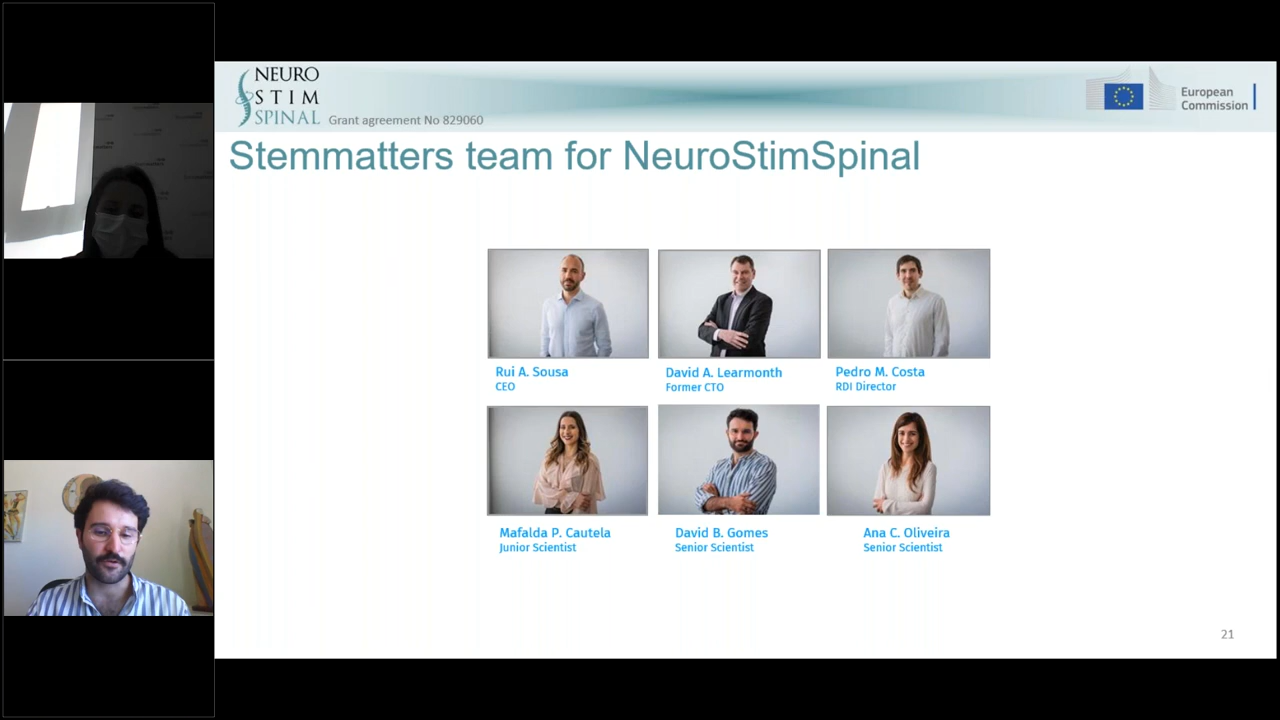 NEURO
STIM
SPINAL
Grant agreement No 829060
European
Commission
Stemmatters team for NeuroStimSpinal
Rui A. Sousa
CEO
David A. Learmonth
Former CTO
Pedro M. Costa
RDI Director
Mafalda P. Cautela
Junior Scientist
David B. Gomes
Senior Scientist
Ana C. Oliveira
Senior Scientist
21